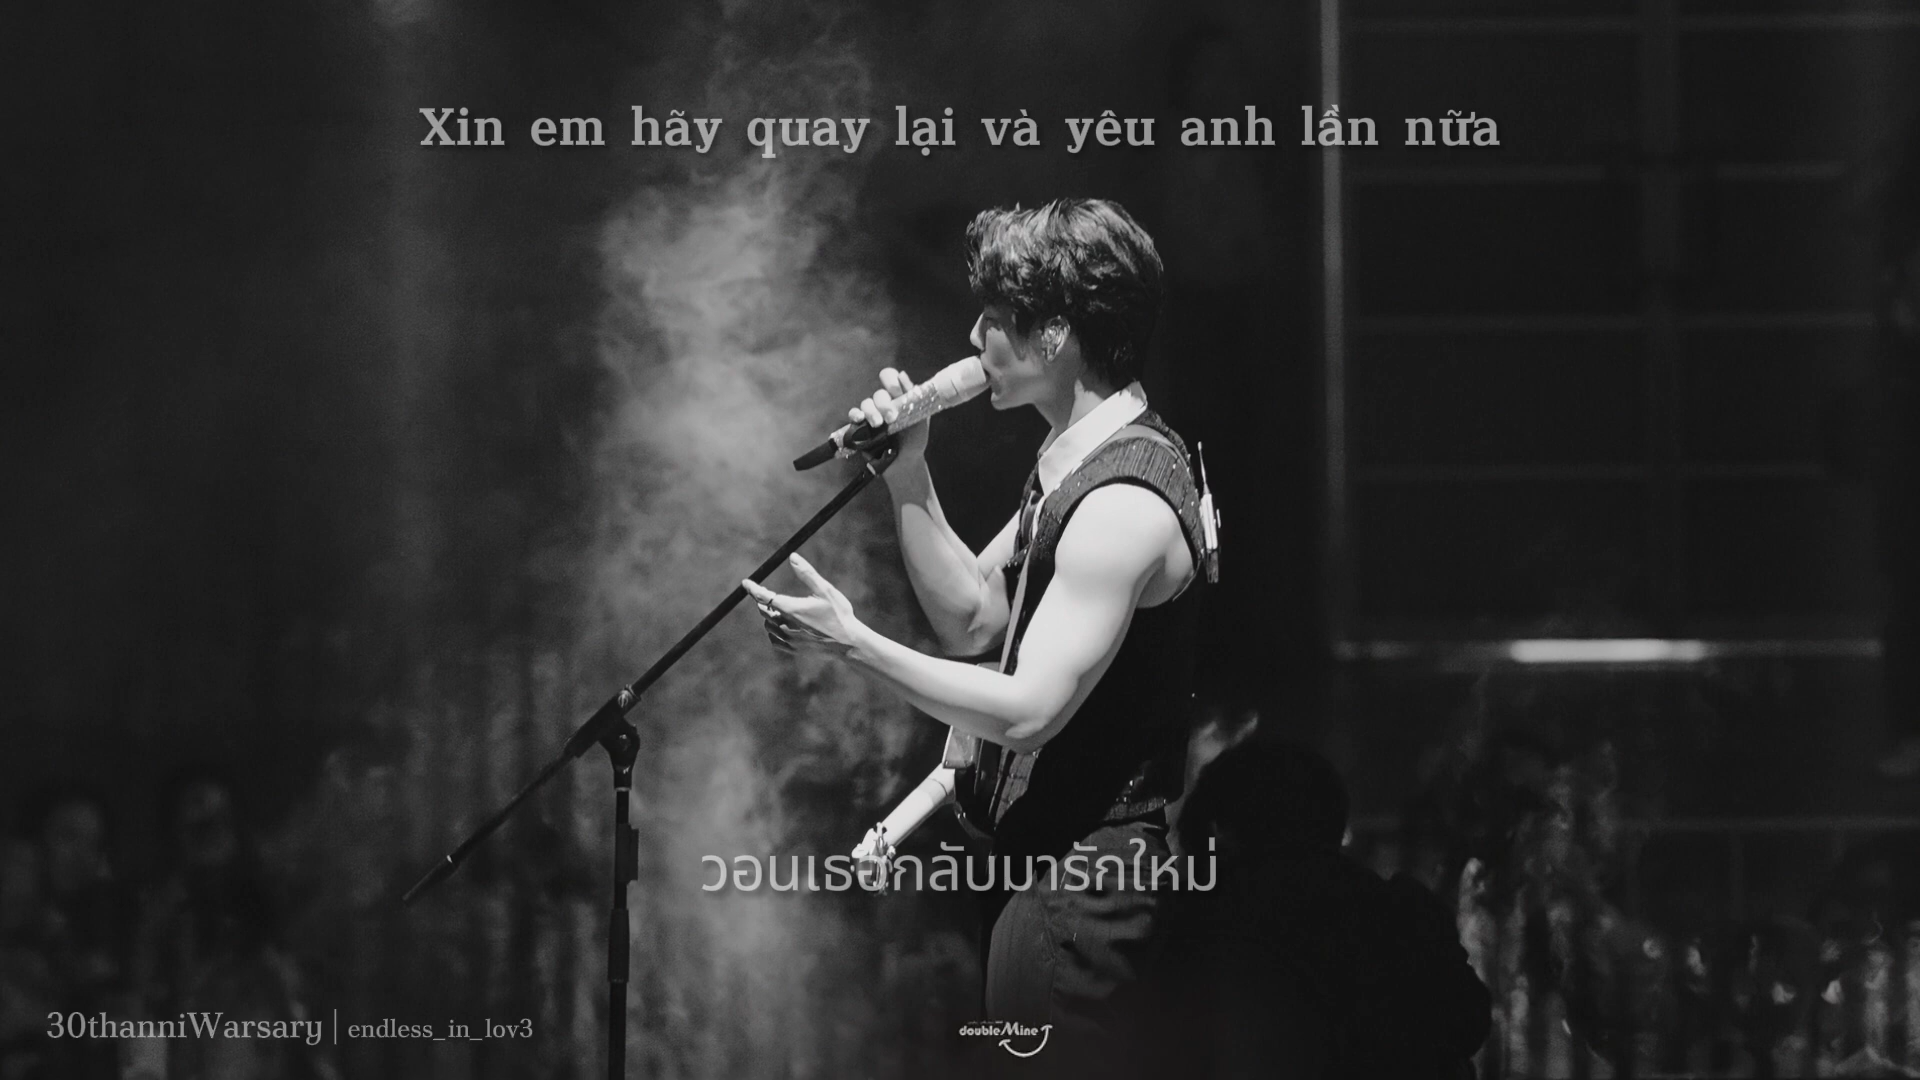 Xin em hãy quay lại và yêu anh lần nữa
วอนเธอกลับมารักใหม่
30thanniWarsary | endless_in_lov3
doubleMine